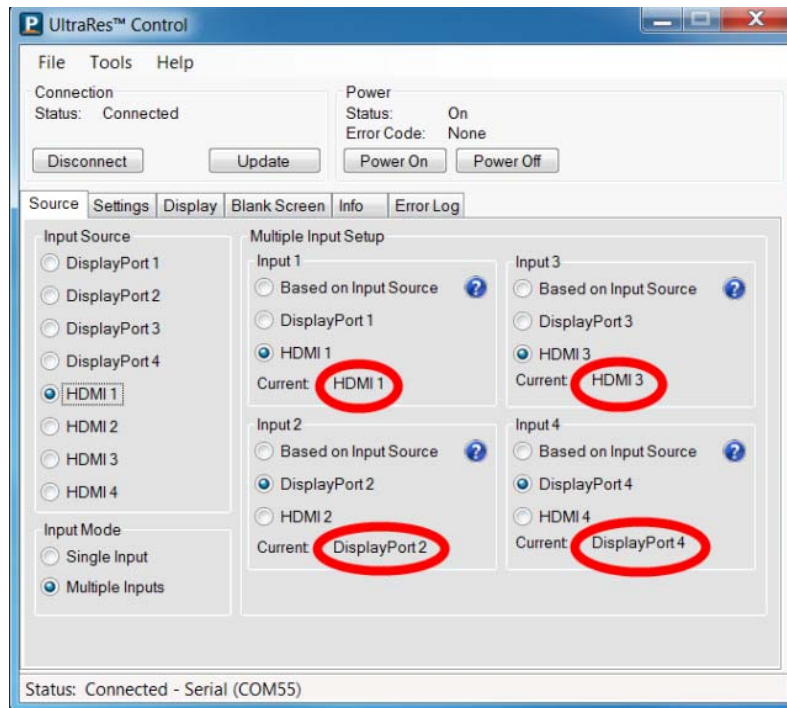 UltraRes™ Control
File Tools Help
Connection
Status: Connected
Disconnect Update
Power
Status: On
Error Code: None
Power On Power Off
Source Settings Display Blank Screen Info Error Log
Input Source
DisplayPort 1
DisplayPort 2
DisplayPort 3
DisplayPort 4
HDMI 1
HDMI 2
HDMI 3
HDMI 4
Input Mode
Single Input
Multiple Inputs
Multiple Input Setup
Input 1
Based on Input Source
DisplayPort 1
HDMI 1
Current: HDMI 1
Input 2
Based on Input Source
DisplayPort 2
HDMI 2
Current: DisplayPort 2
Input 3
Based on Input Source
DisplayPort 3
HDMI 3
Current: HDMI 3
Input 4
Based on Input Source
DisplayPort 4
HDMI 4
Current: DisplayPort 4
Status: Connected - Serial (COM55)